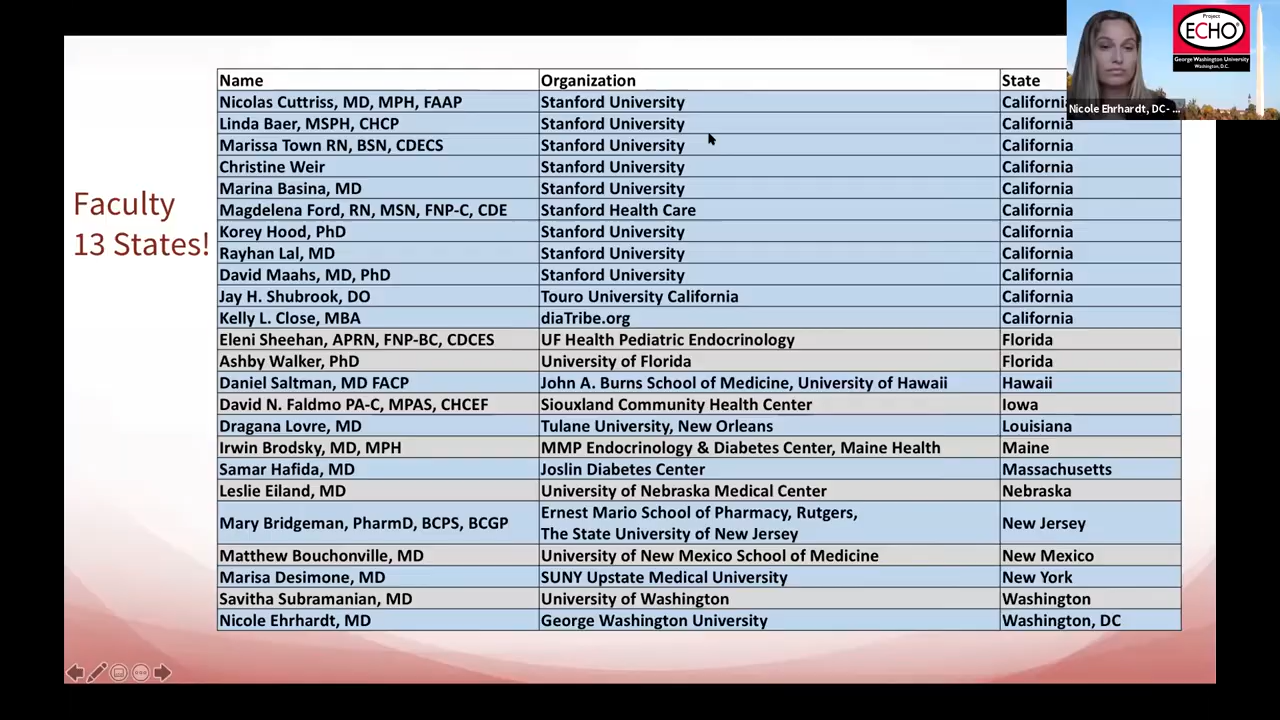 Project
ECHO®
George Washington University
Washington, D.C.
Nicole Ehrhardt, DC- ...
Faculty
13 States!
Name Organization State
Nicolas Cuttriss, MD, MPH, FAAP Stanford University California
Linda Baer, MSPH, CHCP Stanford University California
Marissa Town RN, BSN, CDECS Stanford University California
Christine Weir Stanford University California
Marina Basina, MD Stanford University California
Magdelena Ford, RN, MSN, FNP-C, CDE Stanford Health Care California
Korey Hood, PhD Stanford University California
Rayhan Lal, MD Stanford University California
David Maahs, MD, PhD Stanford University California
Jay H. Shubrook, DO Touro University California California
Kelly L. Close, MBA diaTribe.org California
Eleni Sheehan, APRN, FNP-BC, CDCES UF Health Pediatric Endocrinology Florida
Ashby Walker, PhD University of Florida Florida
Daniel Saltman, MD FACP John A. Burns School of Medicine, University of Hawaii Hawaii
David N. Faldmo PA-C, MPAS, CHCEF Siouxland Community Health Center Iowa
Dragana Lovre, MD Tulane University, New Orleans Louisiana
Irwin Brodsky, MD, MPH MMP Endocrinology & Diabetes Center, Maine Health Maine
Samar Hafida, MD Joslin Diabetes Center Massachusetts
Leslie Eiland, MD University of Nebraska Medical Center Nebraska
Mary Bridgeman, PharmD, BCPS, BCGP Ernest Mario School of Pharmacy, Rutgers,
The State University of New Jersey New Jersey
Matthew Bouchonville, MD University of New Mexico School of Medicine New Mexico
Marisa Desimone, MD SUNY Upstate Medical University New York
Savitha Subramanian, MD University of Washington Washington
Nicole Ehrhardt, MD George Washington University Washington, DC